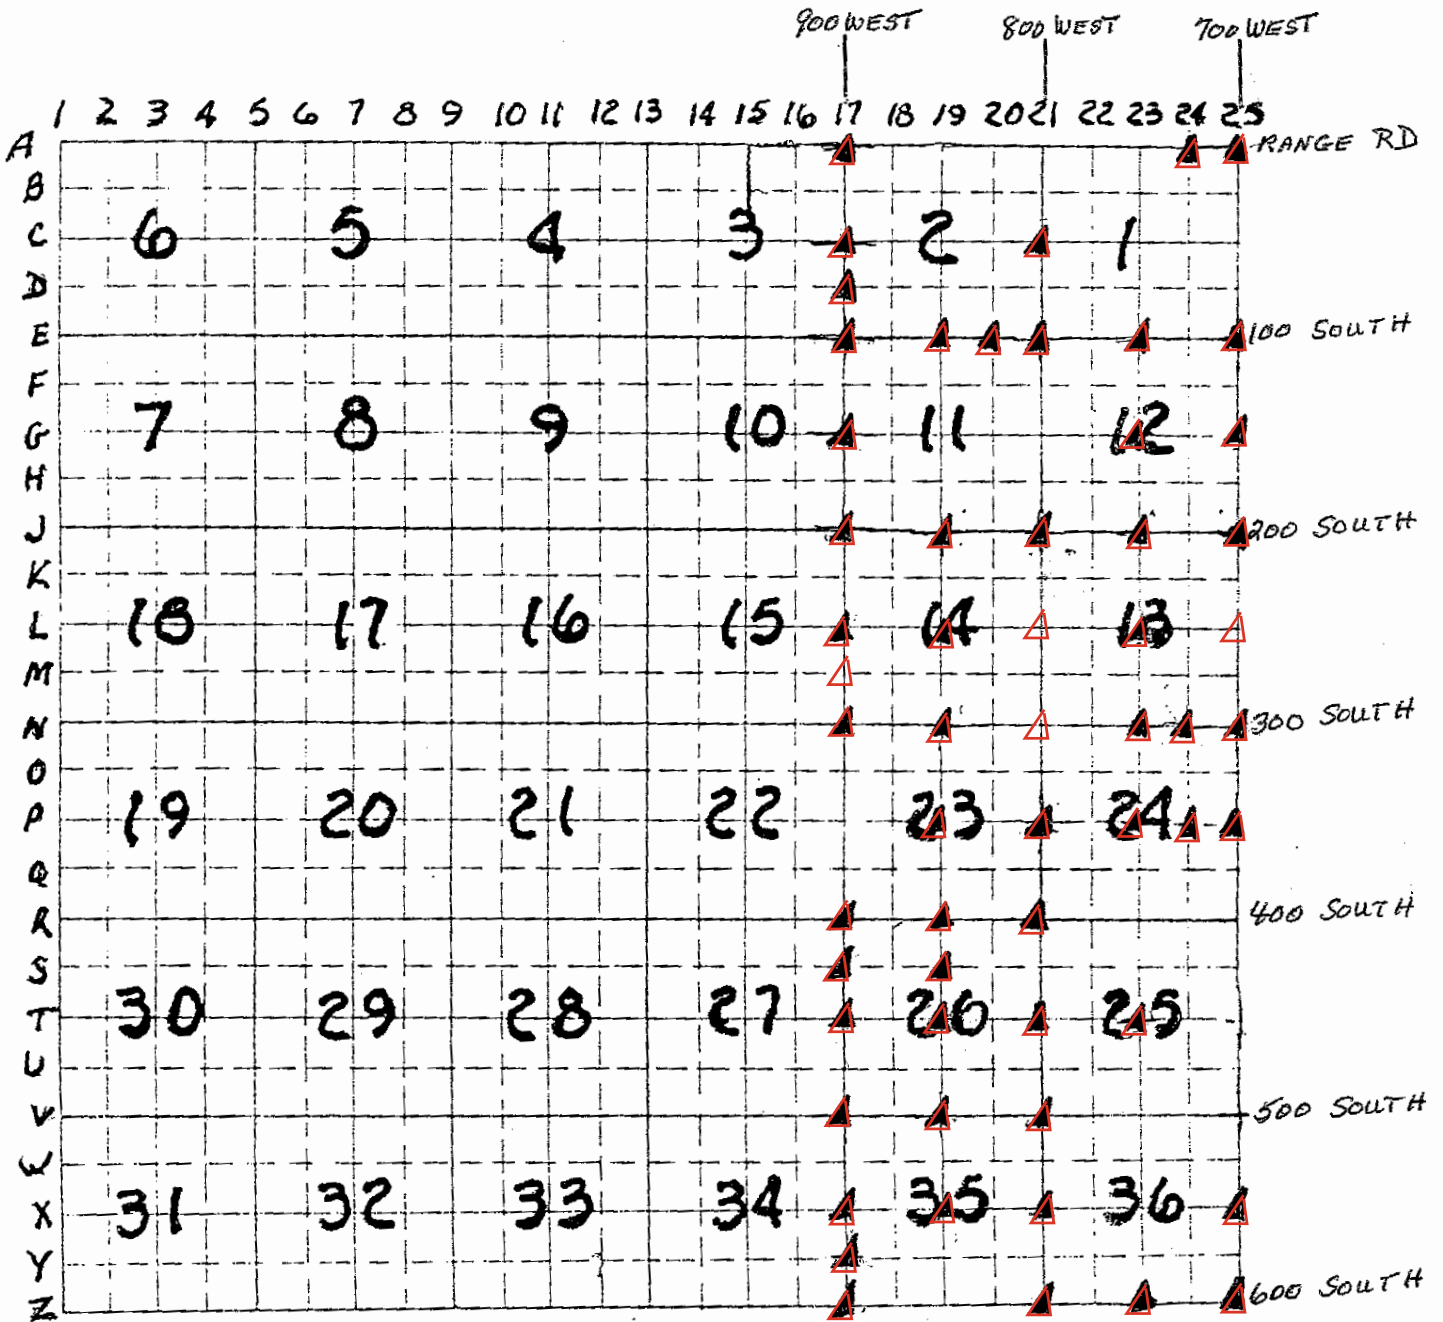 900 WEST 800 WEST 700 WEST
1 2 3 4 5 6 7 8 9 10 11 12 13 14 15 16 17 18 19 20 21 22 23 24 25
A RANGE RD
B
C 6 5 4 3 2 1
D
E 100 SOUTH
F
G 7 8 9 10 11 12
H
J 200 SOUTH
K
L 18 17 16 15 14 13
M
N 300 SOUTH
O
P 19 20 21 22 23 24
Q
R 400 SOUTH
S
T 30 29 28 27 26 25
U
V 500 SOUTH
W
X 31 32 33 34 35 36
Y
Z 600 SOUTH